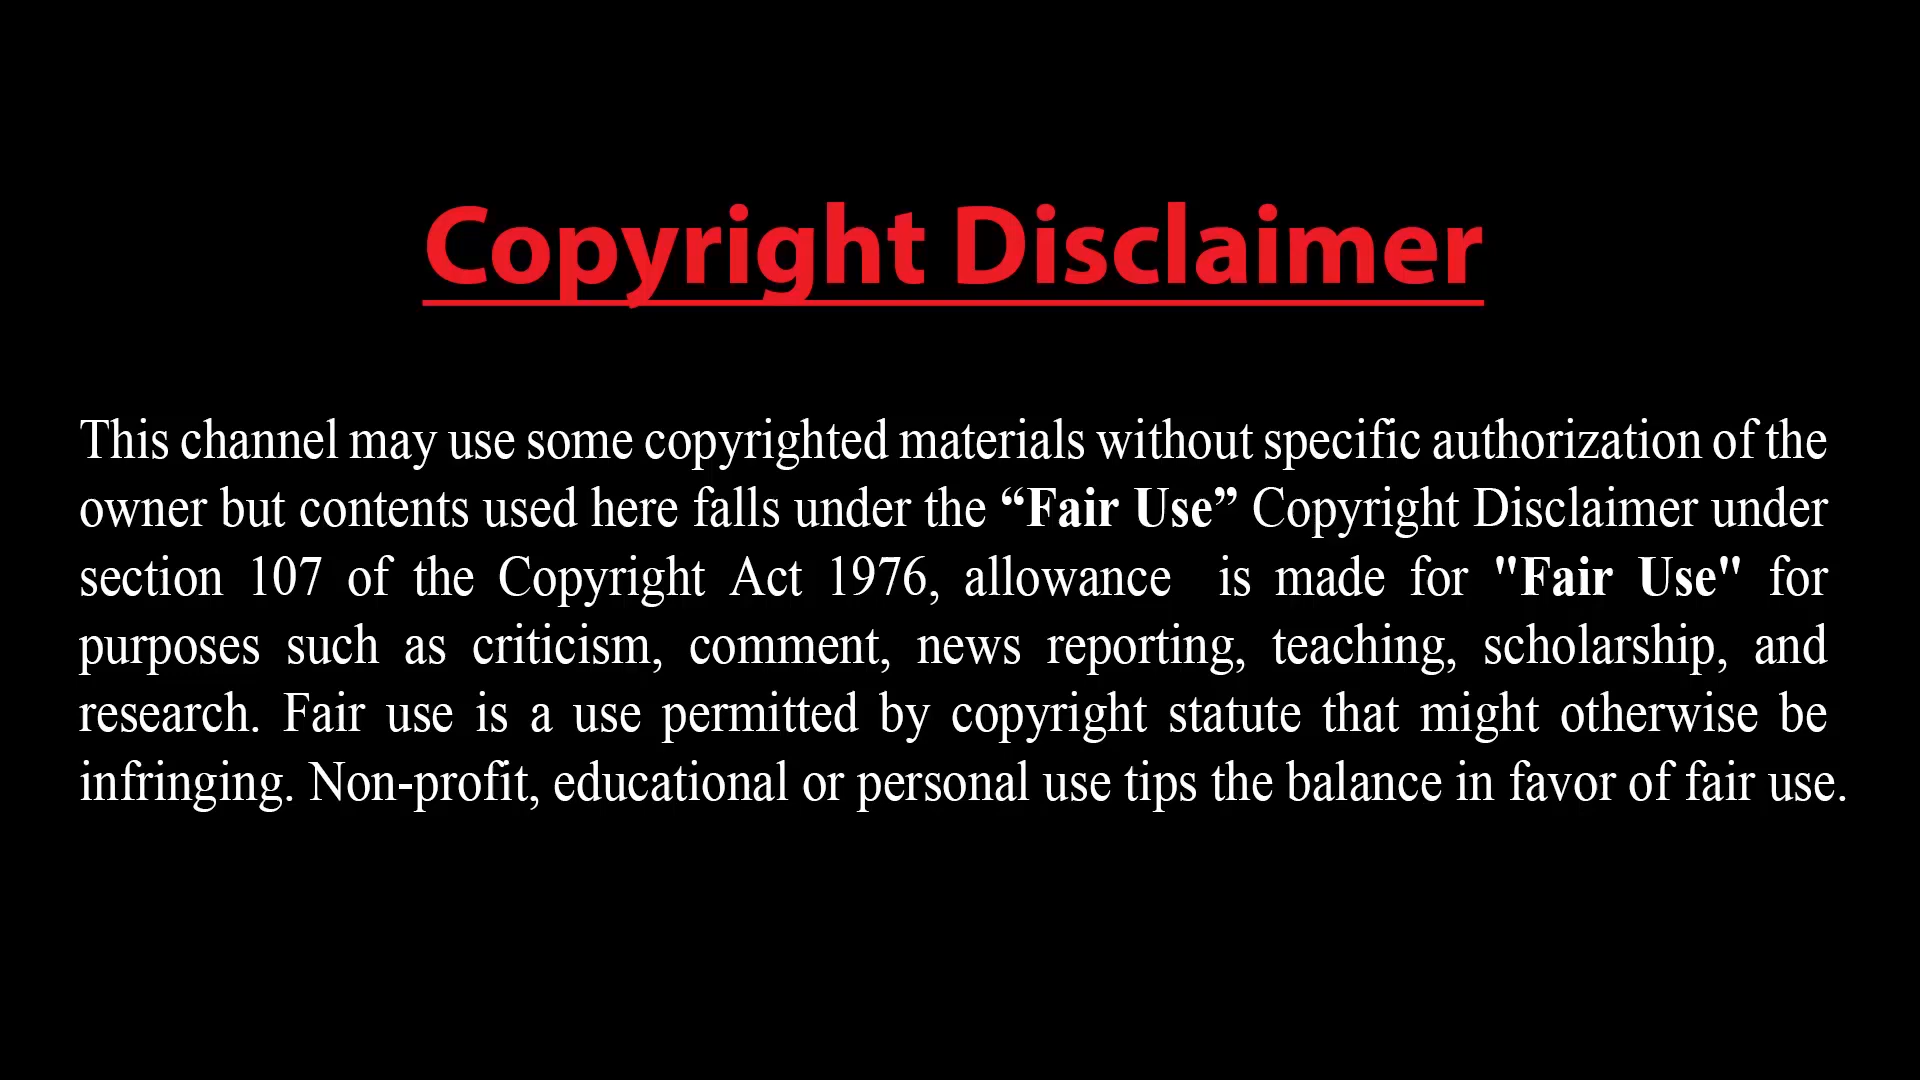 Copyright Disclaimer
This channel may use some copyrighted materials without specific authorization of the
owner but contents used here falls under the “Fair Use” Copyright Disclaimer under
section 107 of the Copyright Act 1976, allowance  is made for "Fair Use" for
purposes such as criticism, comment, news reporting, teaching, scholarship, and
research. Fair use is a use permitted by copyright statute that might otherwise be
infringing. Non-profit, educational or personal use tips the balance in favor of fair use.